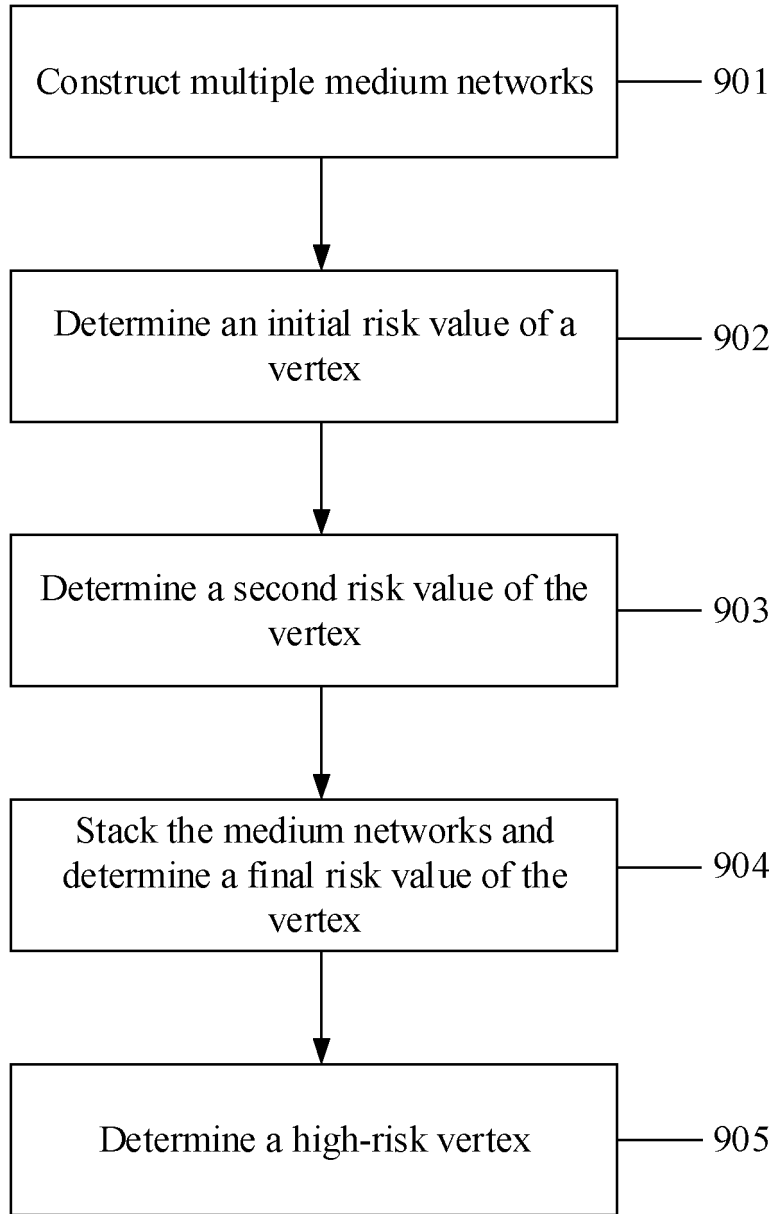 Construct multiple medium networks
901
Determine an initial risk value of a
vertex
902
Determine a second risk value of the
vertex
903
Stack the medium networks and
determine a final risk value of the
vertex
904
Determine a high-risk vertex
905